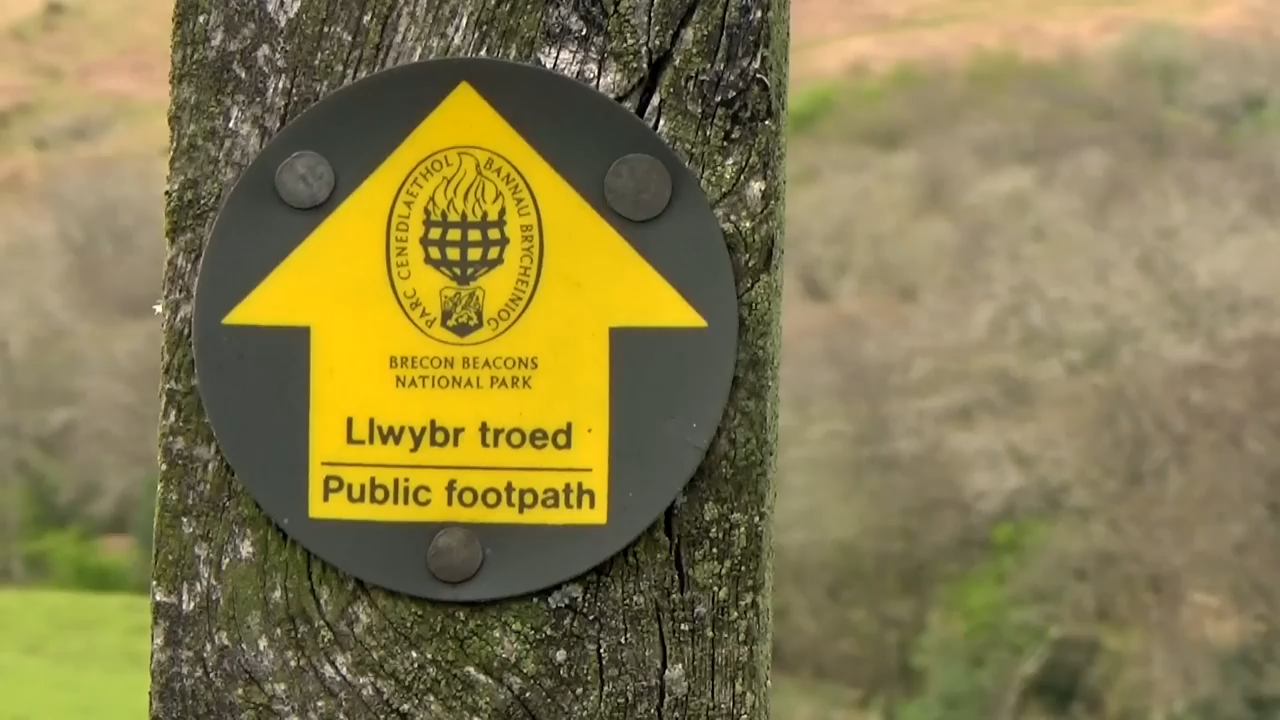 PARC CENEDLAETHOL BANNAU BRYCHEINIOG
BRECON BEACONS
NATIONAL PARK
Llwybr troed
Public footpath